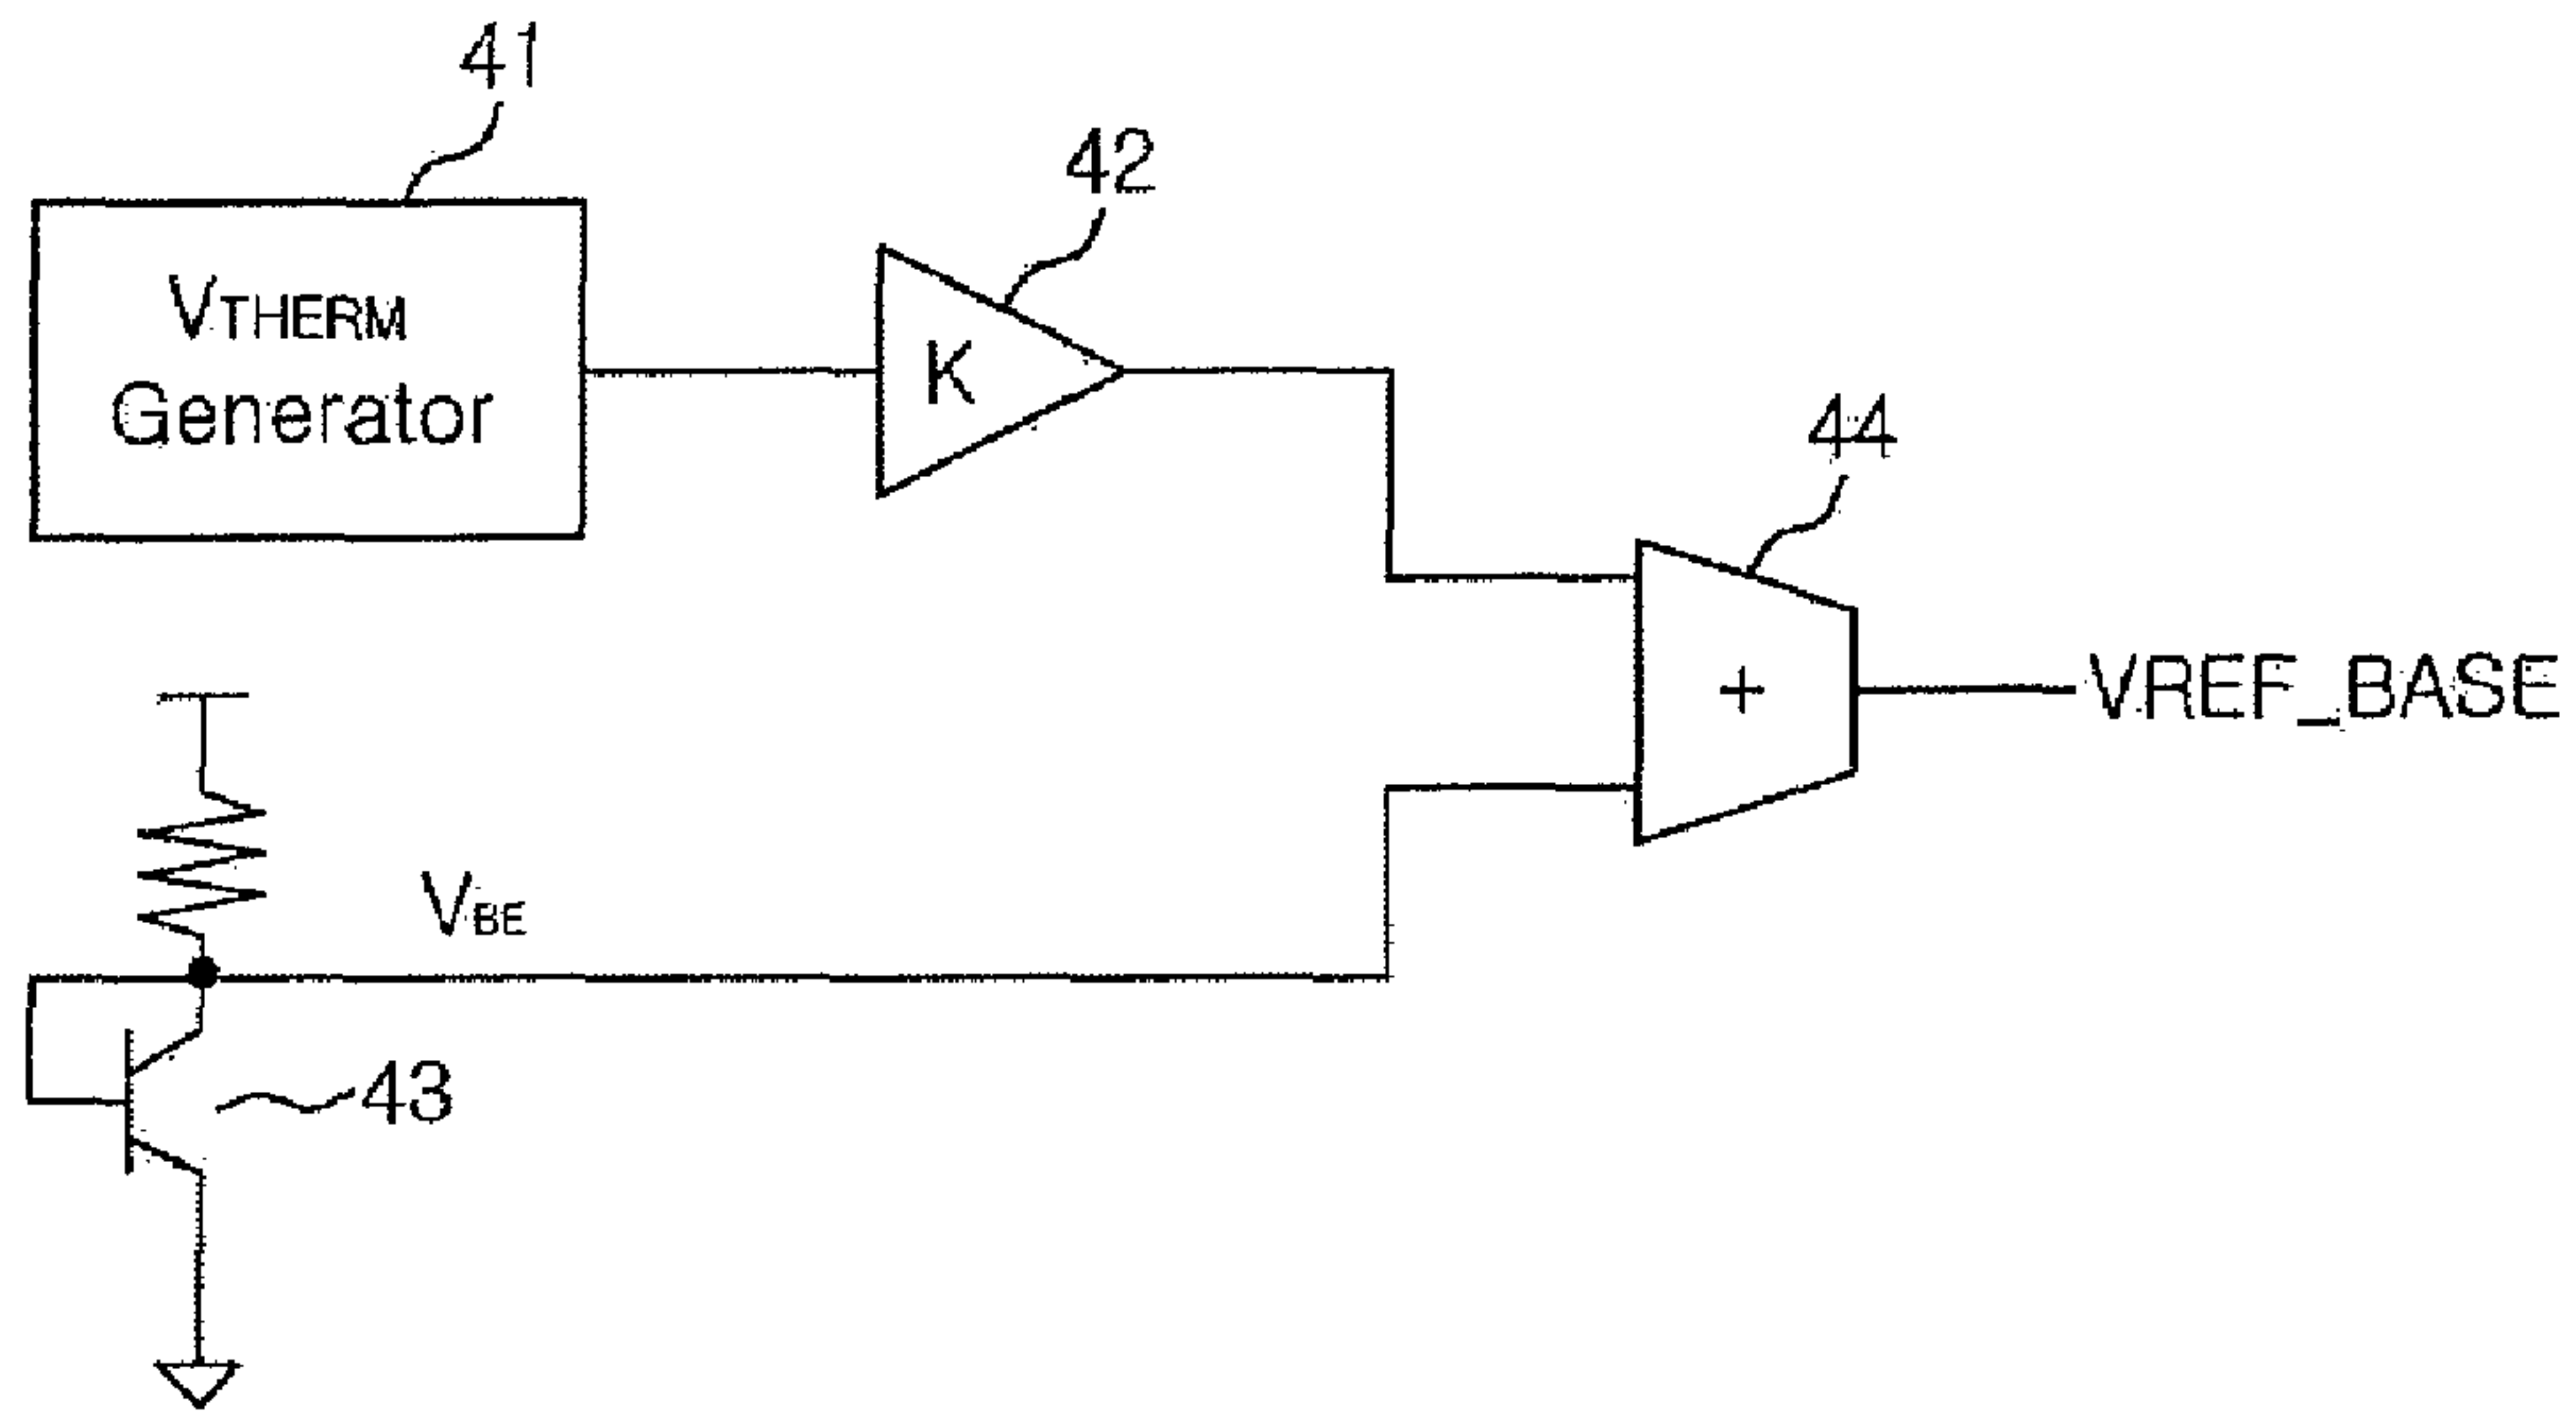 41
42
VTHERM
Generator
K
44
+
VREF_BASE
VBE
43